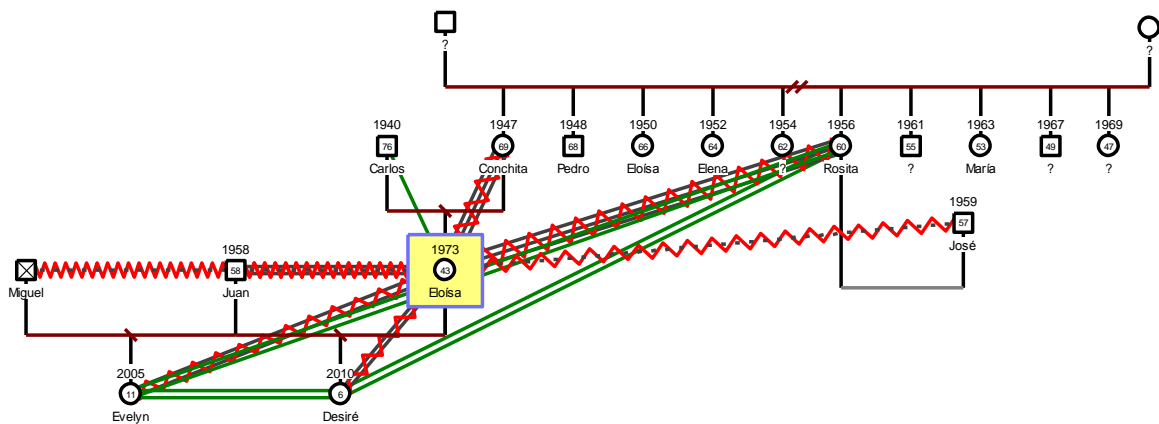 ?
?
1940
1947
1948
1950
1952
1954
1956
1961
1963
1967
1969
76
69
68
66
64
62
60
55
53
49
47
Carlos
Conchita
Pedro
Eloísa
Elena
?
Rosita
?
María
?
?
1959
57
José
1958
1973
58
43
Miguel
Juan
Eloísa
2005
2010
11
6
Evelyn
Desiré